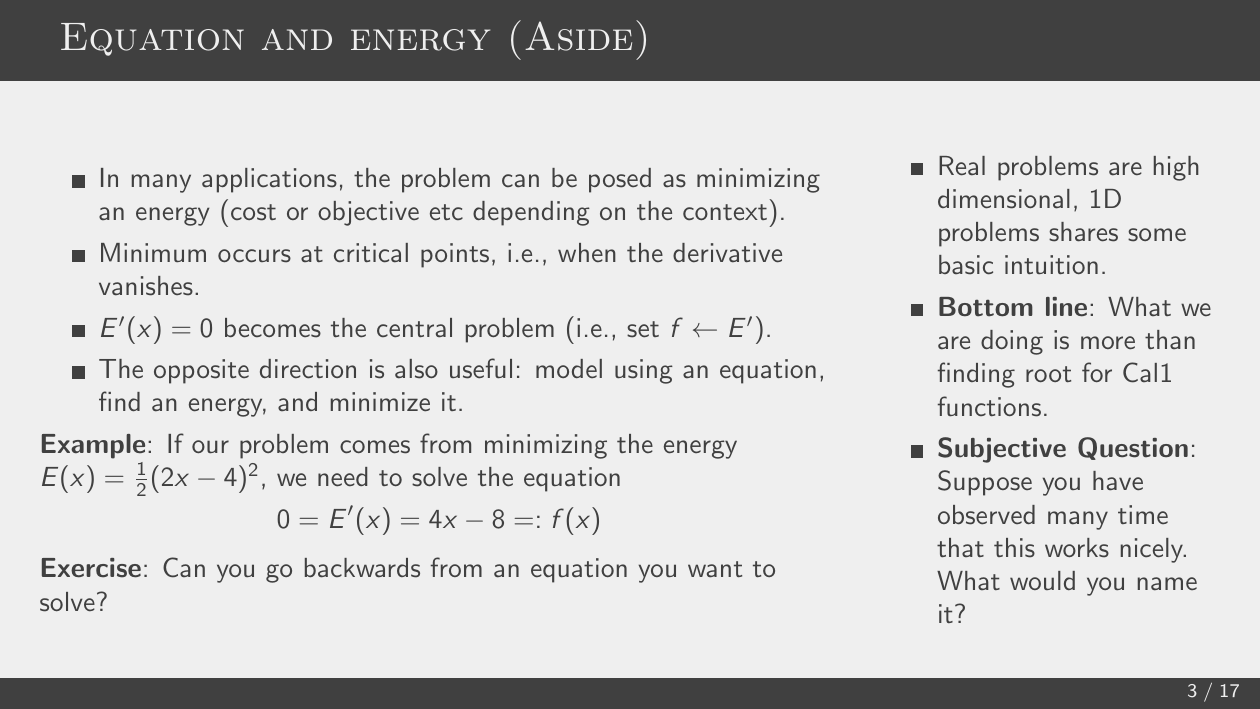 Equation and energy (Aside)
■ In many applications, the problem can be posed as minimizing
an energy (cost or objective etc depending on the context).
■ Minimum occurs at critical points, i.e., when the derivative
vanishes.
■ E′(x) = 0 becomes the central problem (i.e., set f ← E′).
■ The opposite direction is also useful: model using an equation,
find an energy, and minimize it.
Example: If our problem comes from minimizing the energy
E(x) = ½(2x − 4)², we need to solve the equation
0 = E′(x) = 4x − 8 =: f(x)
Exercise: Can you go backwards from an equation you want to
solve?
■ Real problems are high
dimensional, 1D
problems shares some
basic intuition.
■ Bottom line: What we
are doing is more than
finding root for Cal1
functions.
■ Subjective Question:
Suppose you have
observed many time
that this works nicely.
What would you name
it?
3 / 17